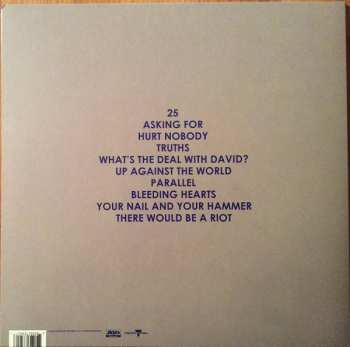 25
ASKING FOR
HURT NOBODY
TRUTHS
WHAT'S THE DEAL WITH DAVID?
UP AGAINST THE WORLD
PARALLEL
BLEEDING HEARTS
YOUR NAIL AND YOUR HAMMER
THERE WOULD BE A RIOT